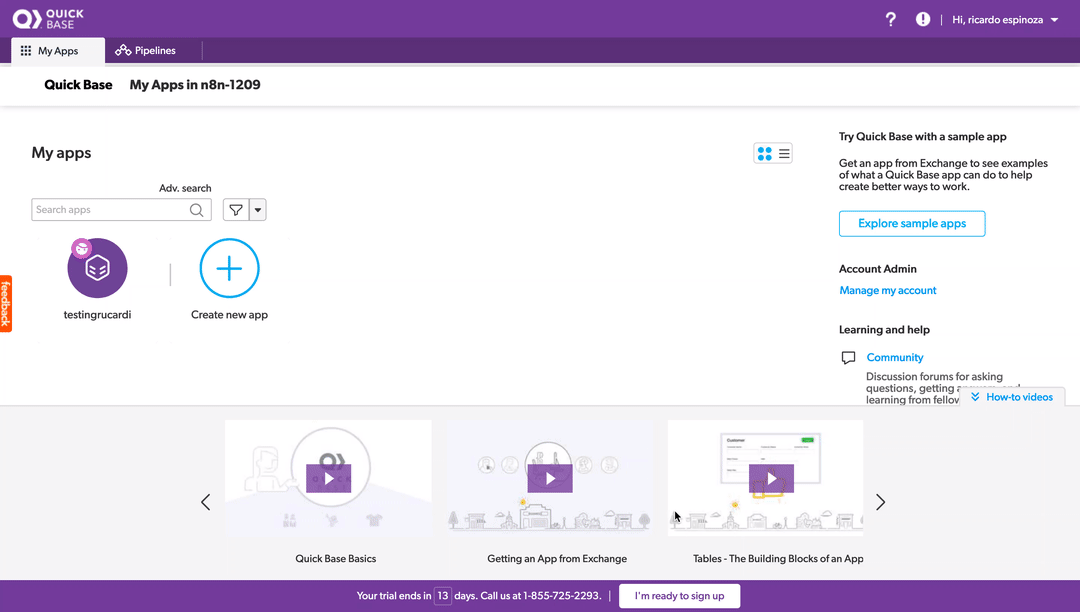 QUICK
BASE
Hi, ricardo espinoza
My Apps
Pipelines
Quick Base
My Apps in n8n-1209
My apps
Adv. search
Search apps
testingrucardi
Create new app
feedback
Try Quick Base with a sample app
Get an app from Exchange to see examples
of what a Quick Base app can do to help
create better ways to work.
Explore sample apps
Account Admin
Manage my account
Learning and help
Community
Discussion forums for asking
questions, getting
learning from fellow
How-to videos
Customer
Quick Base Basics
Getting an App from Exchange
Tables - The Building Blocks of an App
Your trial ends in 13 days. Call us at 1-855-725-2293.
I'm ready to sign up